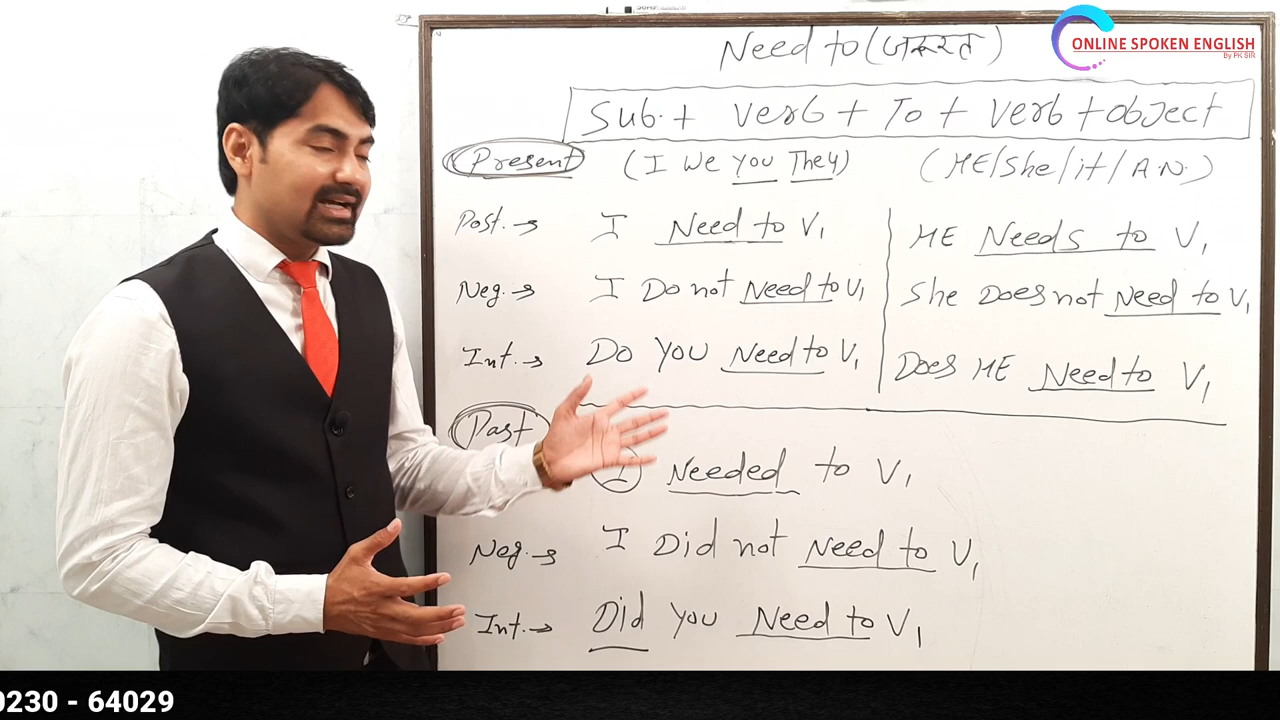 ONLINE SPOKEN ENGLISH
By PK SIR
Need to (जरूरत)
Sub. + Verb + To + Verb + object
Present (I We You They) (HE/She/it/A.N.)
Post. → I Need to V1 HE Needs to V1
Neg. → I Do not Need to V1 She Does not Need to V1
Int. → Do You Need to V1 Does HE Need to V1
Past
I Needed to V1
Neg. → I Did not Need to V1
Int. → Did you Need to V1
0230 - 64029